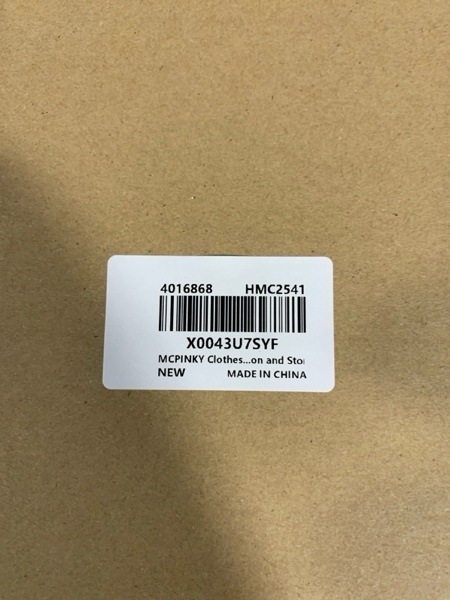 4016868 HMC2541
X0043U7SYF
MCPINKY Clothes...on and Sto
NEW MADE IN CHINA